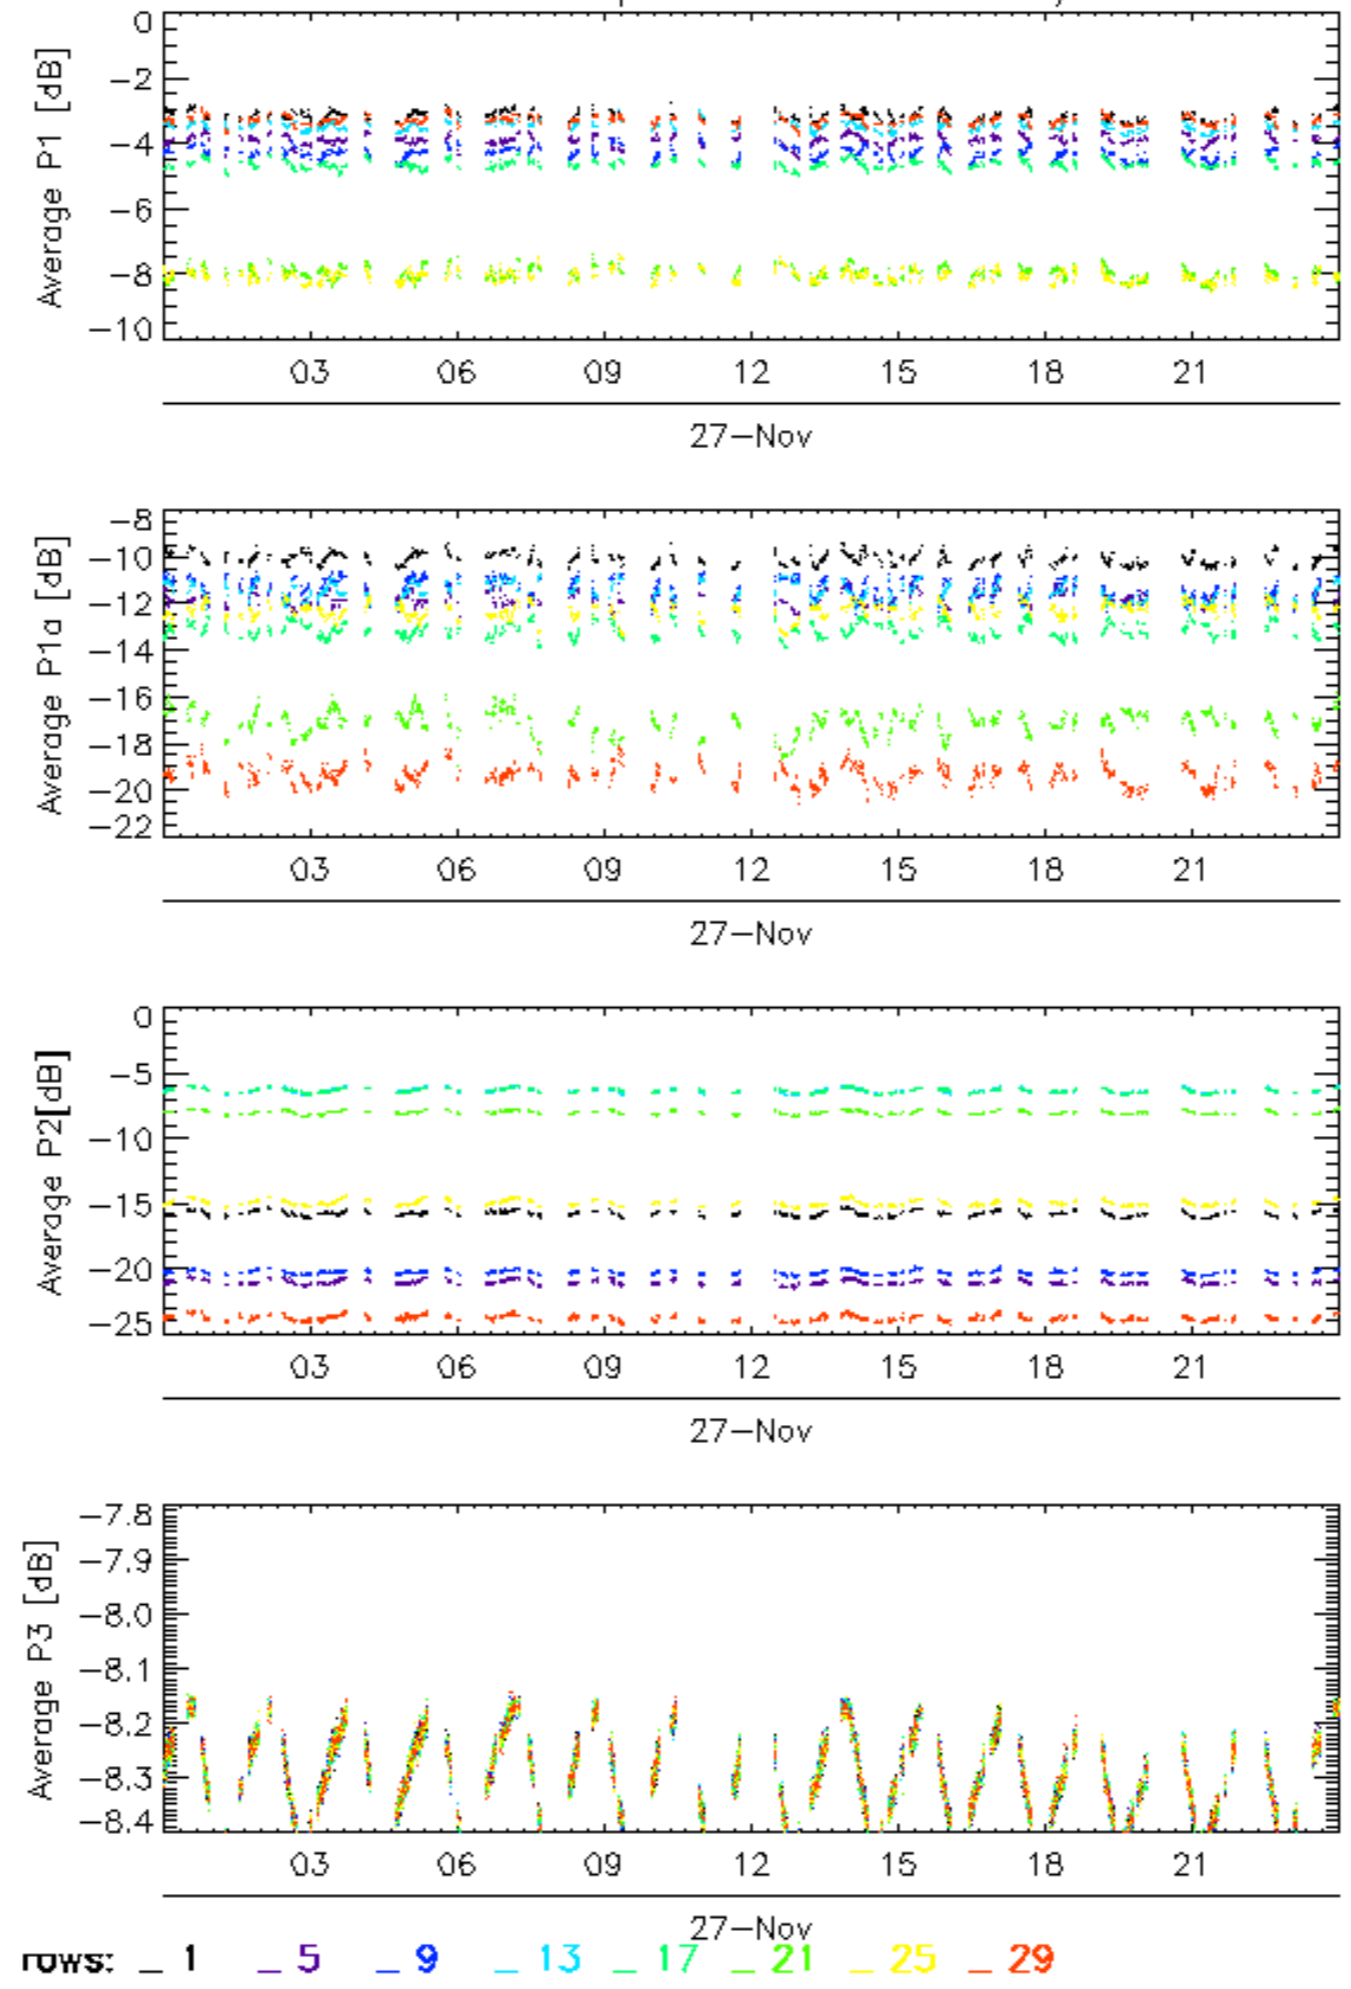 0
−2
−4
−6
−8
−10
Average P1 [dB]
03 06 09 12 15 18 21
27−Nov
−8
−10
−12
−14
−16
−18
−20
−22
Average P1a [dB]
03 06 09 12 15 18 21
27−Nov
0
−5
−10
−15
−20
−25
Average P2[dB]
03 06 09 12 15 18 21
27−Nov
−7.8
−7.9
−8.0
−8.1
−8.2
−8.3
−8.4
Average P3 [dB]
03 06 09 12 15 18 21
27−Nov
rows: _ 1 _ 5 _ 9 _ 13 _ 17 _ 21 _ 25 _ 29